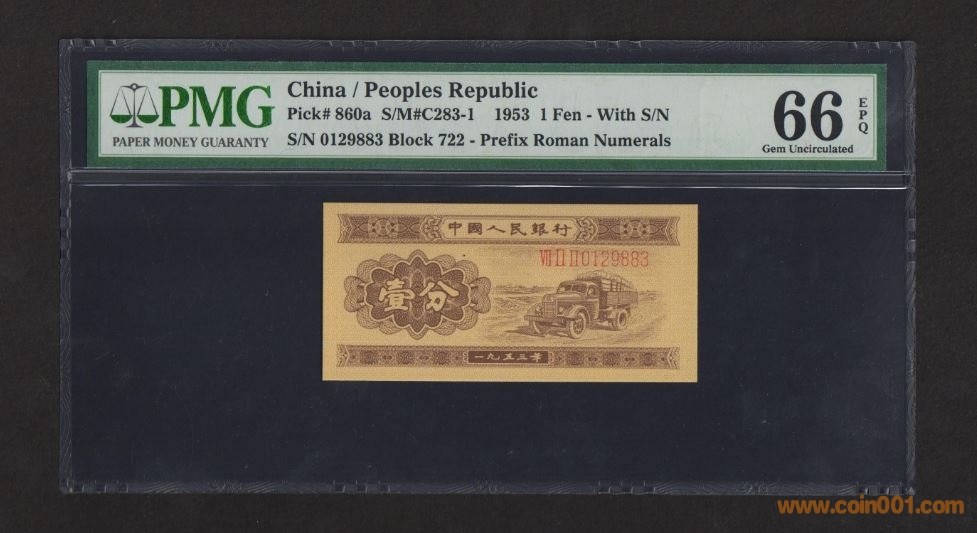 PMG
PAPER MONEY GUARANTY
China / Peoples Republic
Pick# 860a S/M#C283-1 1953 1 Fen - With S/N
S/N 0129883 Block 722 - Prefix Roman Numerals
66 EPQ
Gem Uncirculated
中國人民銀行
VII II II 0129883
壹分
一九五三年
www.coin001.com